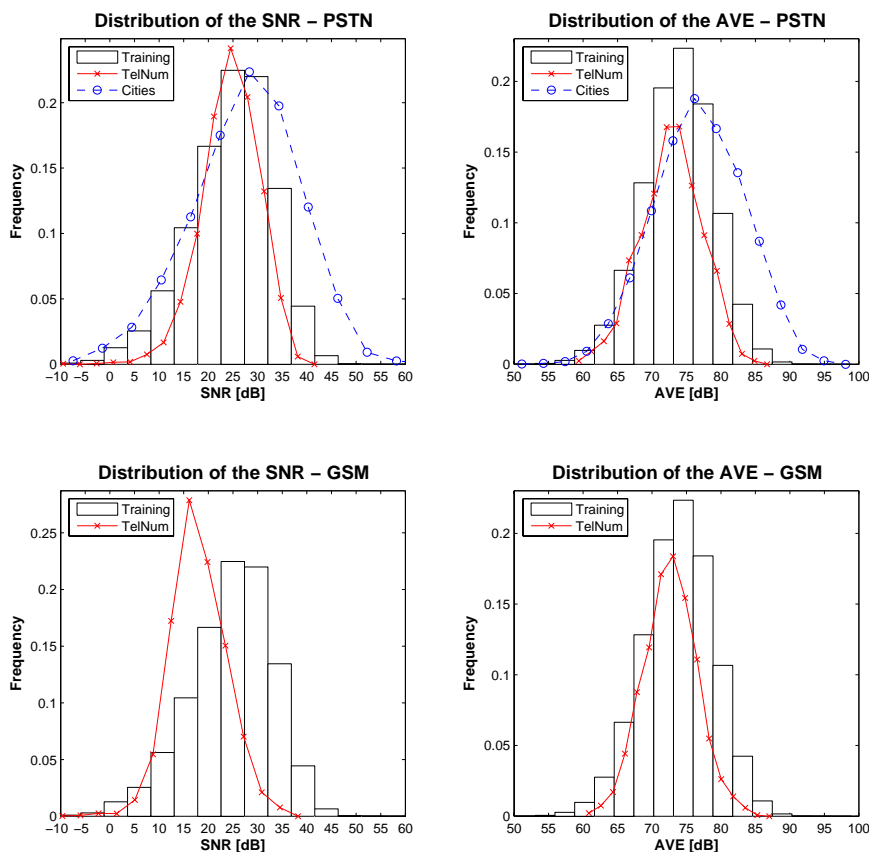 Distribution of the SNR – PSTN
Training
TelNum
Cities
Frequency
0.2
0.15
0.1
0.05
0
−10 −5 0 5 10 15 20 25 30 35 40 45 50 55 60
SNR [dB]
Distribution of the AVE – PSTN
Training
TelNum
Cities
Frequency
0.2
0.15
0.1
0.05
0
50 55 60 65 70 75 80 85 90 95 100
AVE [dB]
Distribution of the SNR – GSM
Training
TelNum
Frequency
0.25
0.2
0.15
0.1
0.05
0
−10 −5 0 5 10 15 20 25 30 35 40 45 50 55 60
SNR [dB]
Distribution of the AVE – GSM
Training
TelNum
Frequency
0.2
0.15
0.1
0.05
0
50 55 60 65 70 75 80 85 90 95 100
AVE [dB]